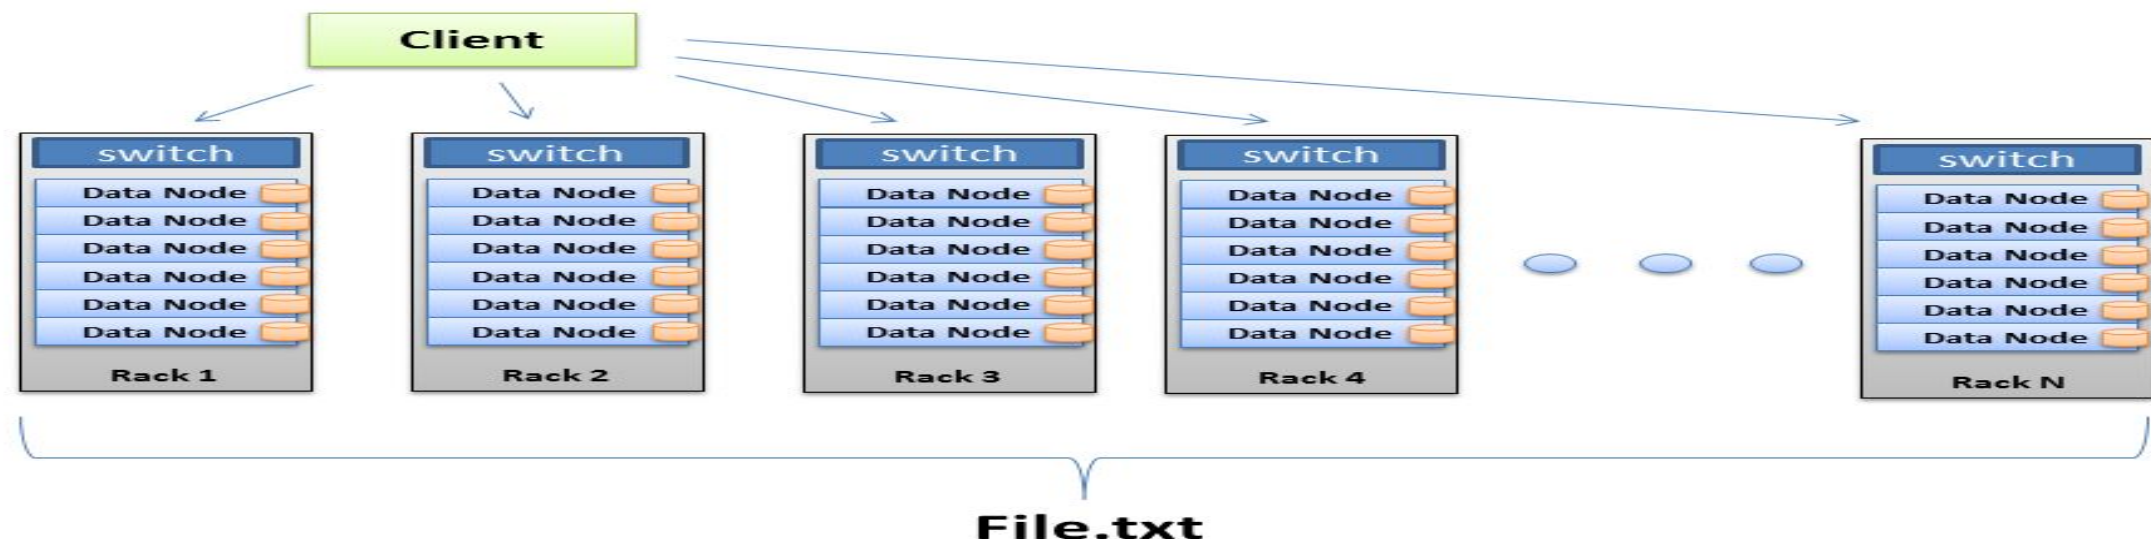 Client
switch
Data Node
Data Node
Data Node
Data Node
Data Node
Data Node
Rack 1
switch
Data Node
Data Node
Data Node
Data Node
Data Node
Data Node
Rack 2
switch
Data Node
Data Node
Data Node
Data Node
Data Node
Data Node
Rack 3
switch
Data Node
Data Node
Data Node
Data Node
Data Node
Data Node
Rack 4
switch
Data Node
Data Node
Data Node
Data Node
Data Node
Data Node
Rack N
File.txt